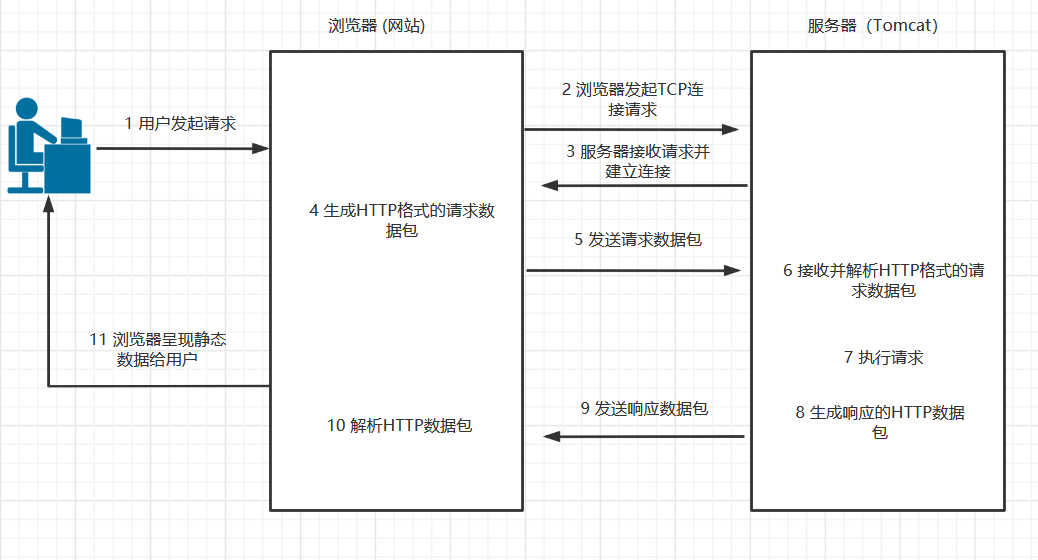 浏览器 (网站)
服务器（Tomcat）
1 用户发起请求
2 浏览器发起TCP连
接请求
3 服务器接收请求并
建立连接
4 生成HTTP格式的请求数
据包
5 发送请求数据包
6 接收并解析HTTP格式的请
求数据包
7 执行请求
8 生成响应的HTTP数据
包
9 发送响应数据包
10 解析HTTP数据包
11 浏览器呈现静态
数据给用户